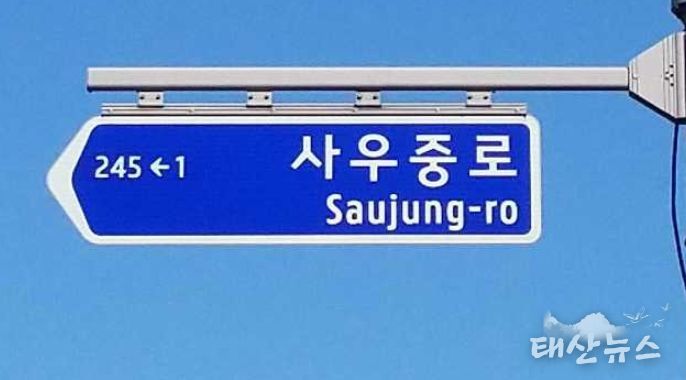 245 ←1
사우중로
Saujung-ro
태산뉴스